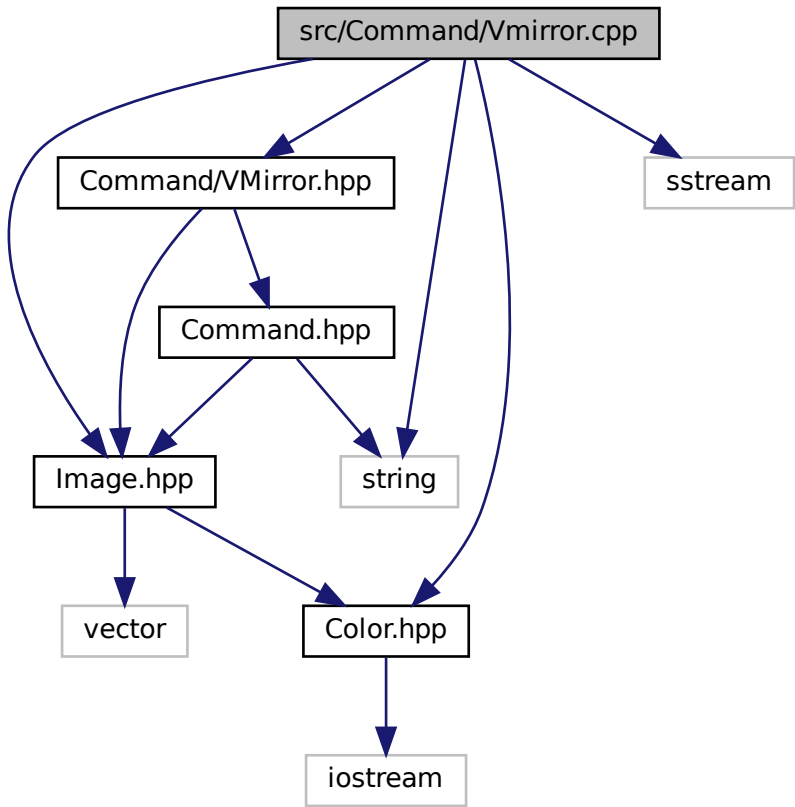 src/Command/Vmirror.cpp
Command/VMirror.hpp
sstream
Command.hpp
Image.hpp
string
vector
Color.hpp
iostream